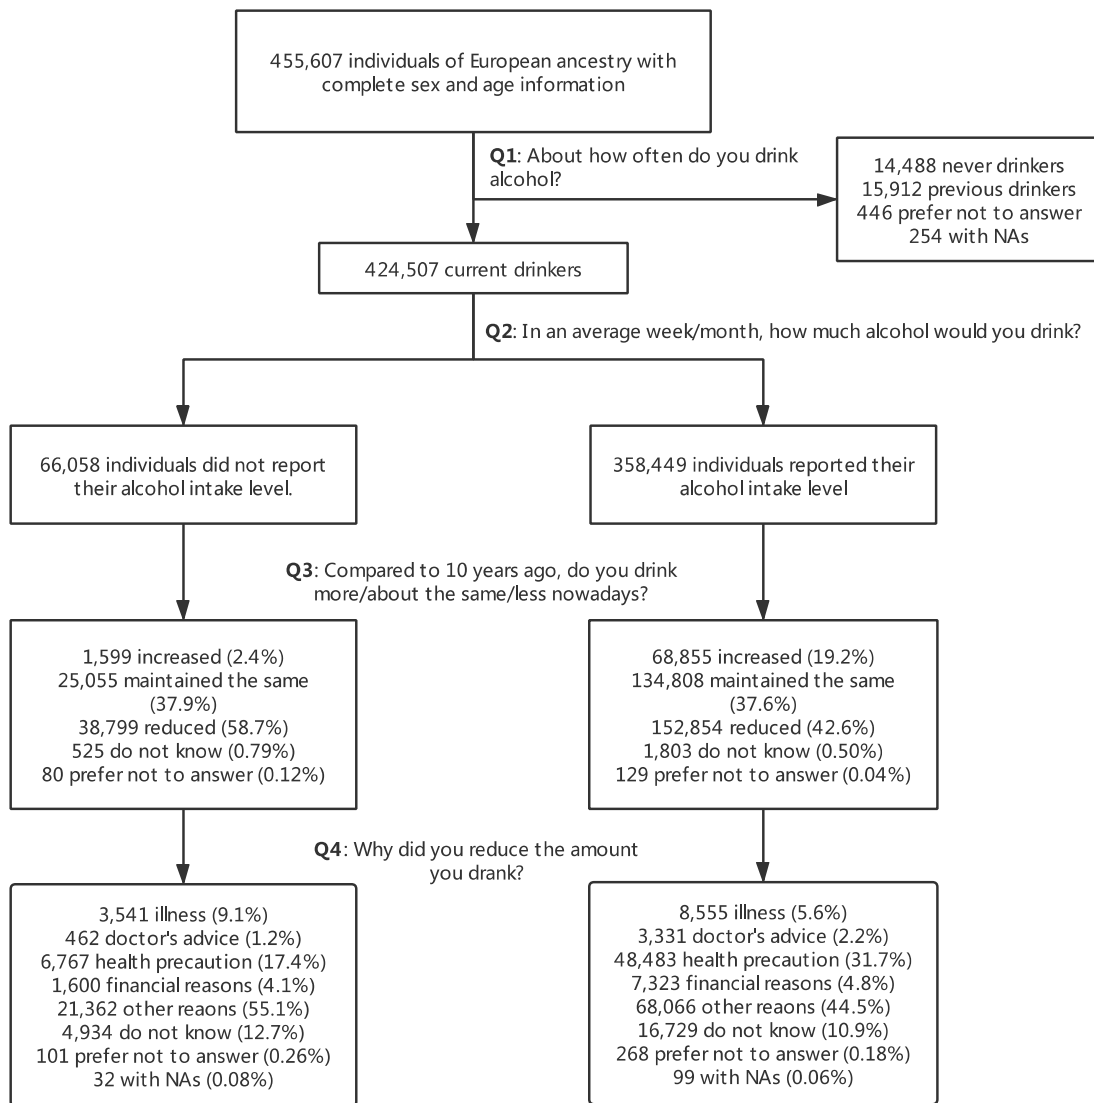 455,607 individuals of European ancestry with
complete sex and age information
Q1: About how often do you drink
alcohol?
14,488 never drinkers
15,912 previous drinkers
446 prefer not to answer
254 with NAs
424,507 current drinkers
Q2: In an average week/month, how much alcohol would you drink?
66,058 individuals did not report
their alcohol intake level.
358,449 individuals reported their
alcohol intake level
Q3: Compared to 10 years ago, do you drink
more/about the same/less nowadays?
1,599 increased (2.4%)
25,055 maintained the same
(37.9%)
38,799 reduced (58.7%)
525 do not know (0.79%)
80 prefer not to answer (0.12%)
68,855 increased (19.2%)
134,808 maintained the same
(37.6%)
152,854 reduced (42.6%)
1,803 do not know (0.50%)
129 prefer not to answer (0.04%)
Q4: Why did you reduce the amount
you drank?
3,541 illness (9.1%)
462 doctor's advice (1.2%)
6,767 health precaution (17.4%)
1,600 financial reasons (4.1%)
21,362 other reaons (55.1%)
4,934 do not know (12.7%)
101 prefer not to answer (0.26%)
32 with NAs (0.08%)
8,555 illness (5.6%)
3,331 doctor's advice (2.2%)
48,483 health precaution (31.7%)
7,323 financial reasons (4.8%)
68,066 other reaons (44.5%)
16,729 do not know (10.9%)
268 prefer not to answer (0.18%)
99 with NAs (0.06%)